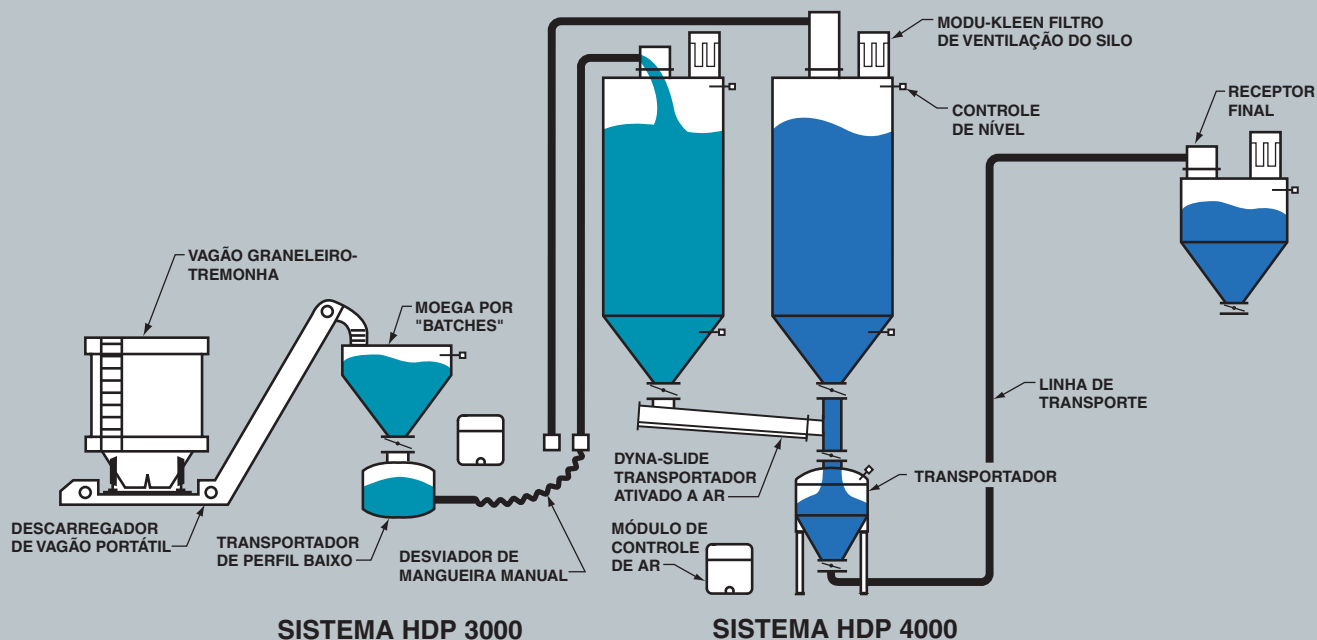 MODU-KLEEN FILTRO
DE VENTILAÇÃO DO SILO
RECEPTOR
FINAL
CONTROLE
DE NÍVEL
VAGÃO GRANELEIRO-
TREMONHA
MOEGA POR
"BATCHES"
LINHA DE
TRANSPORTE
DYNA-SLIDE
TRANSPORTADOR
ATIVADO A AR
TRANSPORTADOR
DESCARREGADOR
DE VAGÃO PORTÁTIL
TRANSPORTADOR
DE PERFIL BAIXO
DESVIADOR DE
MANGUEIRA MANUAL
MÓDULO DE
CONTROLE
DE AR
SISTEMA HDP 3000
SISTEMA HDP 4000